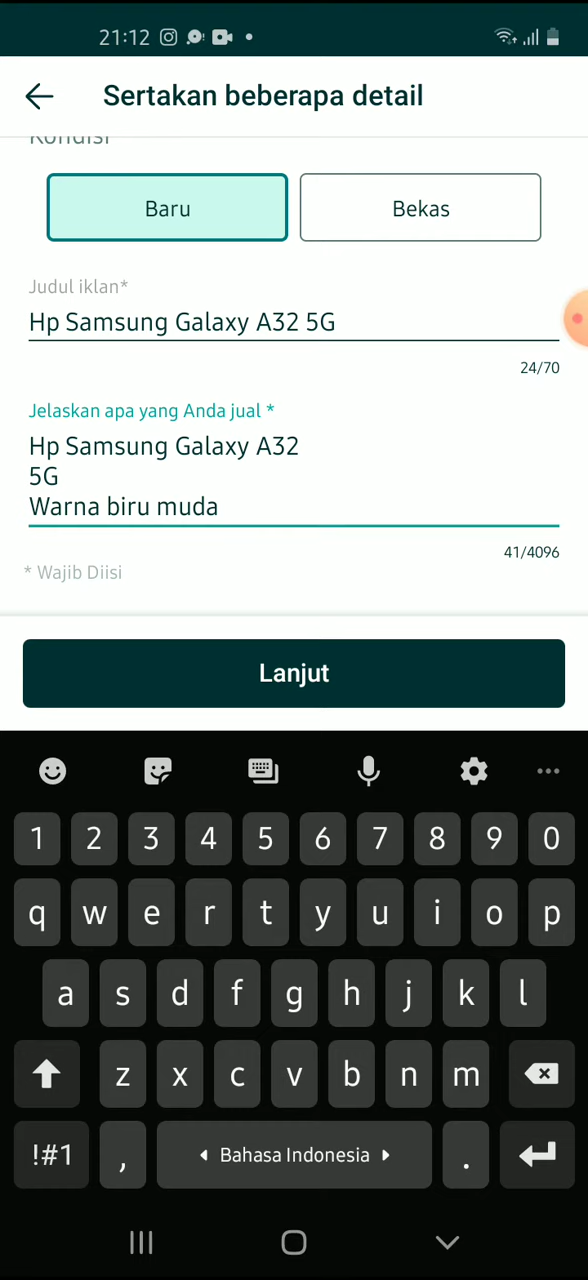 21:12
Sertakan beberapa detail
Kondisi
Baru
Bekas
Judul iklan*
Hp Samsung Galaxy A32 5G
24/70
Jelaskan apa yang Anda jual *
Hp Samsung Galaxy A32
5G
Warna biru muda
41/4096
* Wajib Diisi
Lanjut
1 2 3 4 5 6 7 8 9 0
q w e r t y u i o p
a s d f g h j k l
z x c v b n m
!#1 , Bahasa Indonesia .